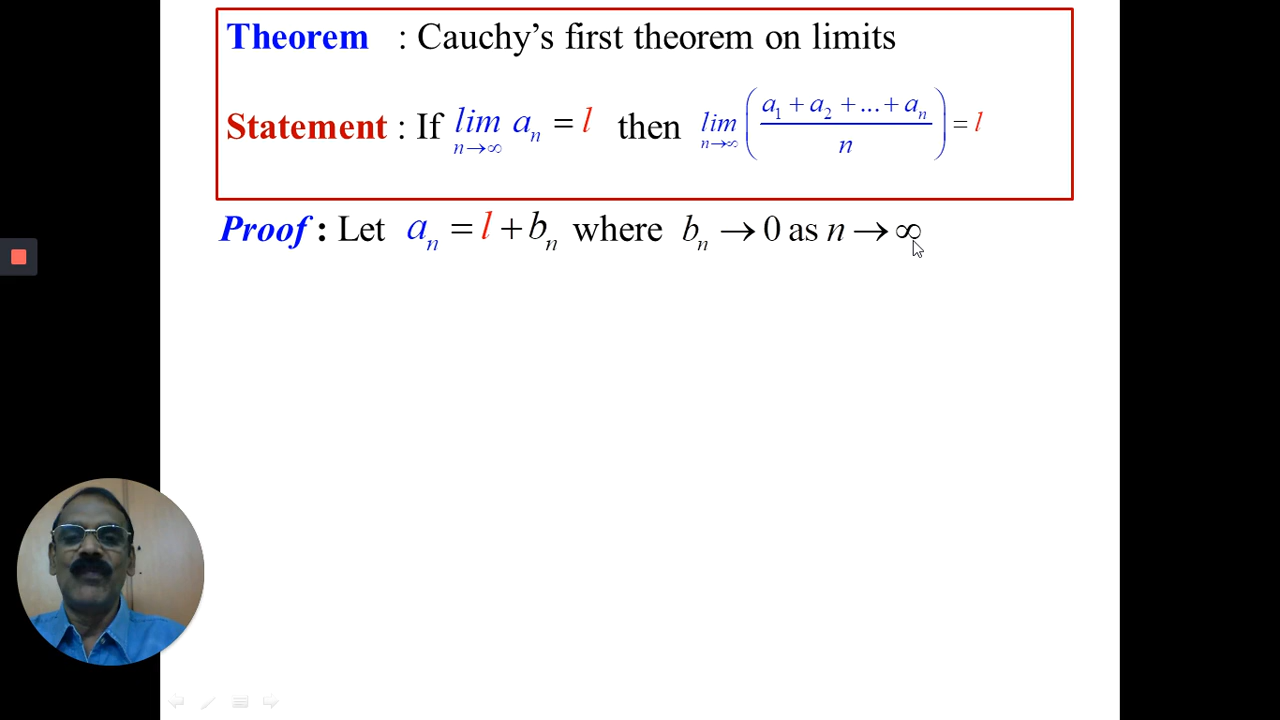 Theorem : Cauchy's first theorem on limits
Statement : If lim_{n→∞} a_n = l then lim_{n→∞} ( (a_1 + a_2 + ... + a_n) / n ) = l
Proof : Let a_n = l + b_n where b_n → 0 as n → ∞